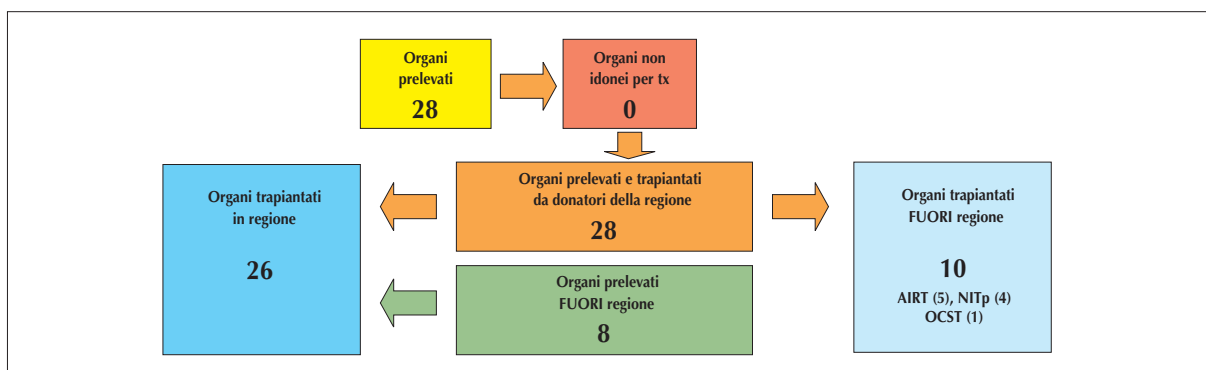 Organi
prelevati
28
Organi non
idonei per tx
0
Organi trapiantati
in regione
26
Organi prelevati e trapiantati
da donatori della regione
28
Organi prelevati
FUORI regione
8
Organi trapiantati
FUORI regione
10
AIRT (5), NITp (4)
OCST (1)